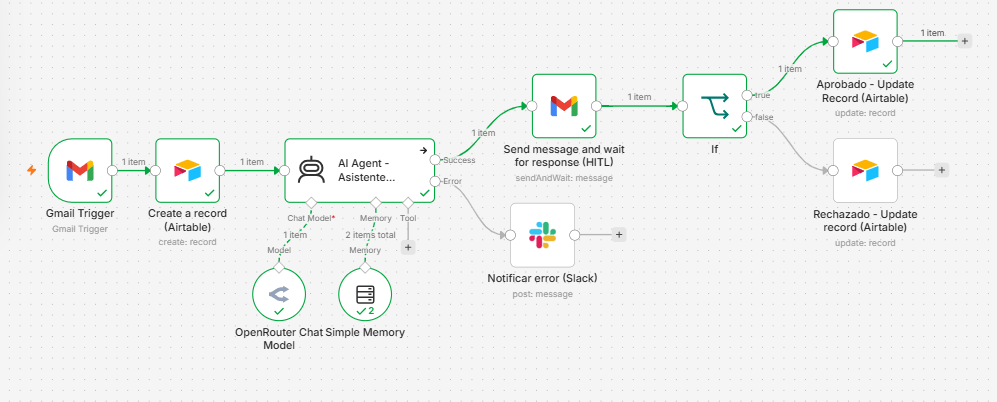 1 item
Aprobado - Update
Record (Airtable)
update: record
1 item
true
false
1 item
If
1 item
Send message and wait
for response (HITL)
sendAndWait: message
Rechazado - Update
record (Airtable)
update: record
Gmail Trigger
Gmail Trigger
1 item
Create a record
(Airtable)
create: record
1 item
AI Agent -
Asistente...
Success
Error
Chat Model*
Memory
Tool
1 item
2 items total
Model
Memory
2
OpenRouter Chat
Model
Simple Memory
Notificar error (Slack)
post: message